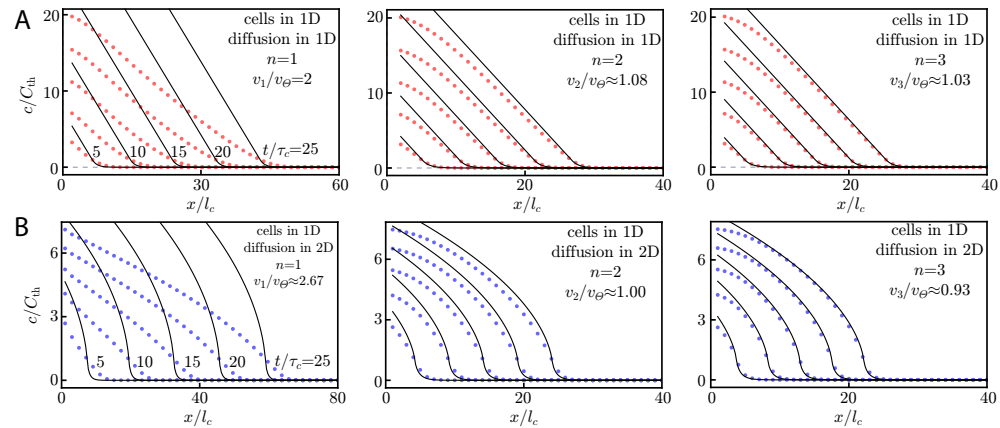 A
20
10
0
c/C_th
cells in 1D
diffusion in 1D
n=1
v_1/v_Θ=2
5
10
15
20
t/τ_c=25
0
30
60
x/l_c
20
10
0
cells in 1D
diffusion in 1D
n=2
v_2/v_Θ≈1.08
0
20
40
x/l_c
20
10
0
cells in 1D
diffusion in 1D
n=3
v_3/v_Θ≈1.03
0
20
40
x/l_c
B
6
3
0
c/C_th
cells in 1D
diffusion in 2D
n=1
v_1/v_Θ≈2.67
5
10
15
20
t/τ_c=25
0
40
80
x/l_c
6
3
0
cells in 1D
diffusion in 2D
n=2
v_2/v_Θ≈1.00
0
20
40
x/l_c
6
3
0
cells in 1D
diffusion in 2D
n=3
v_3/v_Θ≈0.93
0
20
40
x/l_c